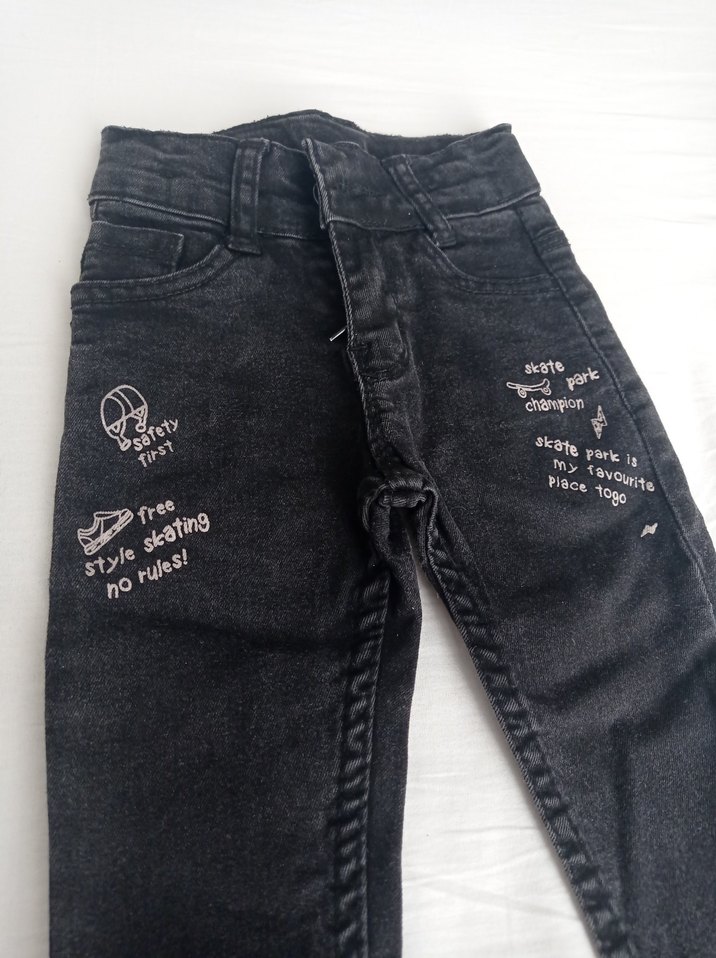 safety
first
free
style skating
no rules!
skate
park
champion
skate park is
my favourite
place togo